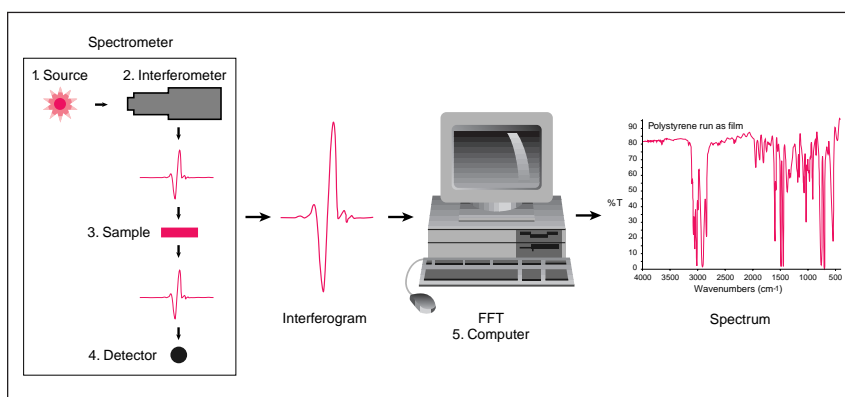 Spectrometer
1. Source
2. Interferometer
3. Sample
4. Detector
Interferogram
FFT
5. Computer
Polystyrene run as film
%T
90
80
70
60
50
40
30
20
10
0
4000 3500 3000 2500 2000 1500 1000 500
Wavenumbers (cm-1)
Spectrum